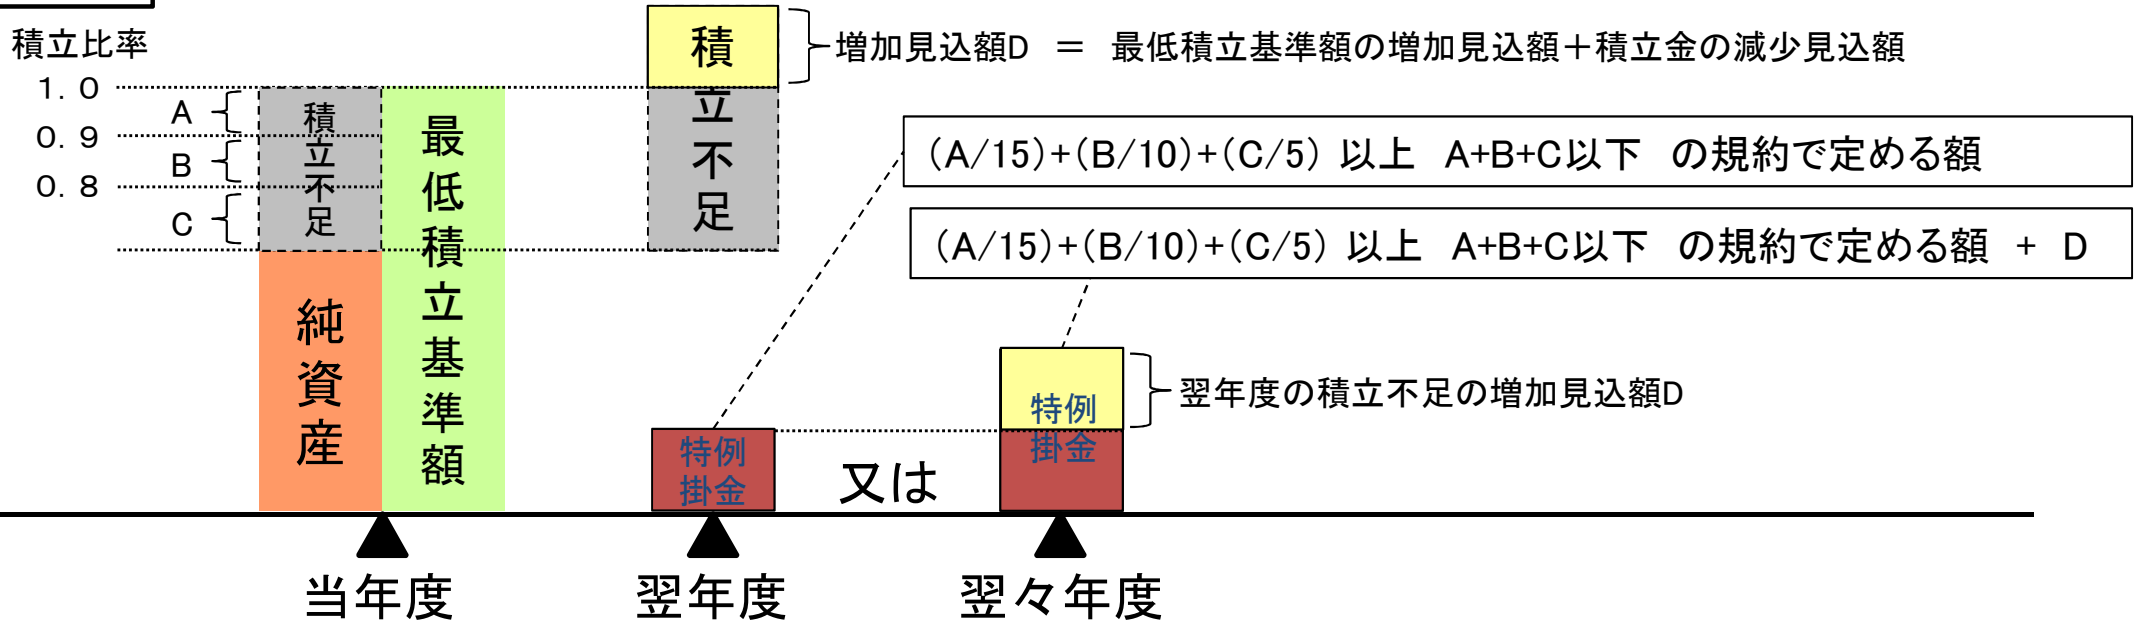 積立比率
1.0
0.9
0.8
A
B
C
積立不足
純資産
最低積立基準額
積立不足
増加見込額D ＝ 最低積立基準額の増加見込額＋積立金の減少見込額
(A/15)+(B/10)+(C/5) 以上 A+B+C以下 の規約で定める額
(A/15)+(B/10)+(C/5) 以上 A+B+C以下 の規約で定める額 + D
翌年度の積立不足の増加見込額D
特例
掛金
又は
特例
掛金
当年度
翌年度
翌々年度